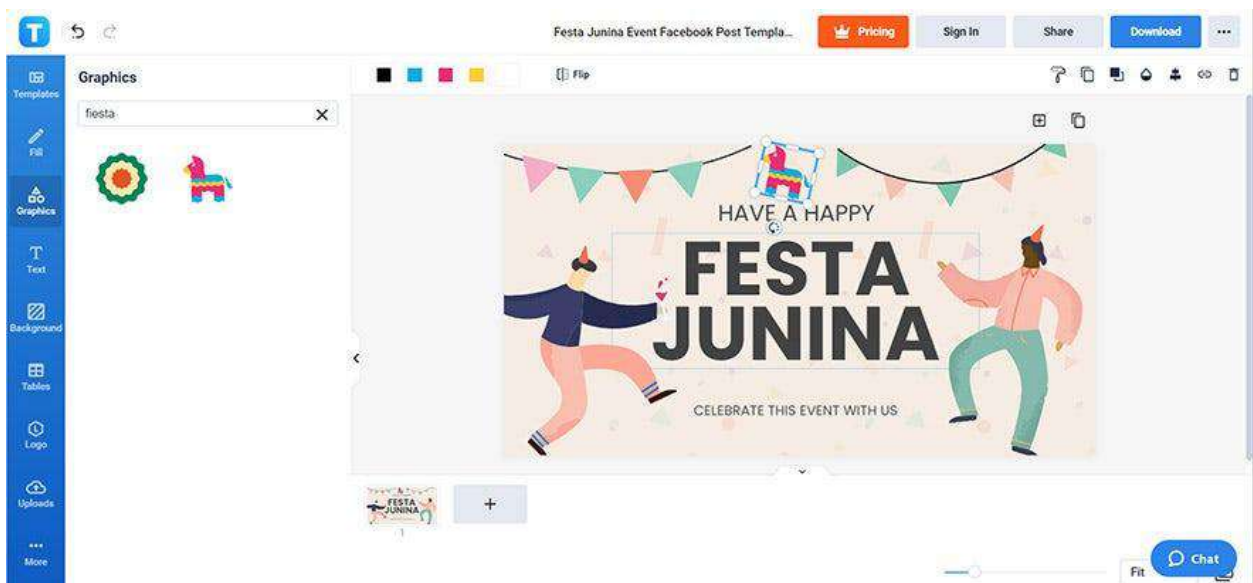 T
Festa Junina Event Facebook Post Templa...
Pricing
Sign In
Share
Download
Templates
Fill
Graphics
Text
Background
Tables
Logo
Uploads
More
Graphics
fiesta
Flip
HAVE A HAPPY
FESTA
JUNINA
CELEBRATE THIS EVENT WITH US
FESTA
JUNINA
1
Fit
Chat